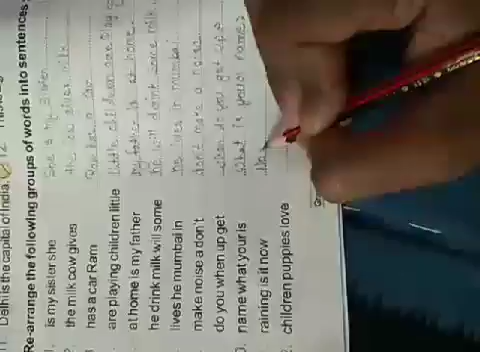 Delhi is the capital of India. 12
Re-arrange the following groups of words into sentences
is my sister she She is my sister
the milk cow gives the cow gives milk
has a car Ram Ram has a car
are playing children little little children are playing
at home is my father my father is at home.
he drink milk will some he will drink some milk
lives he mumbai in he lives in mumbai.
make noise a don't don't make a noise.
do you when up get when do you get up?
name what your is What is your name?
raining is it now
children puppies love